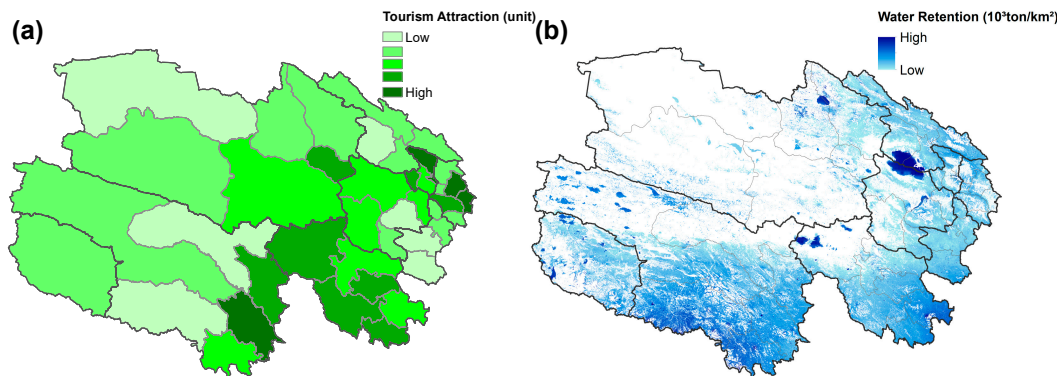 (a)
Tourism Attraction (unit)
Low
High
(b)
Water Retention (10³ton/km²)
High
Low